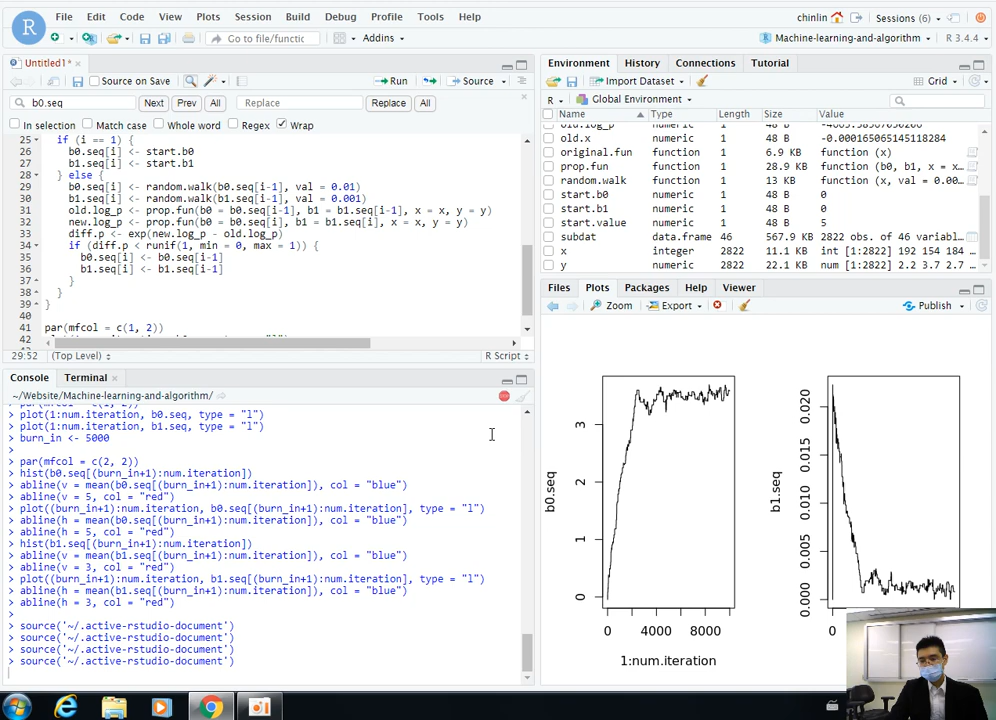 File Edit Code View Plots Session Build Debug Profile Tools Help
chinlin
Sessions (6)
R
Go to file/functic
Addins
Machine-learning-and-algorithm
R 3.4.4
Untitled1*
Source on Save
Run
Source
b0.seq
Next Prev All
Replace
Replace All
In selection Match case Whole word Regex Wrap
25 if (i == 1) {
26 b0.seq[i] <- start.b0
27 b1.seq[i] <- start.b1
28 } else {
29 b0.seq[i] <- random.walk(b0.seq[i-1], val = 0.01)
30 b1.seq[i] <- random.walk(b1.seq[i-1], val = 0.001)
31 old.log_p <- prop.fun(b0 = b0.seq[i-1], b1 = b1.seq[i-1], x = x, y = y)
32 new.log_p <- prop.fun(b0 = b0.seq[i], b1 = b1.seq[i], x = x, y = y)
33 diff.p <- exp(new.log_p - old.log_p)
34 if (diff.p < runif(1, min = 0, max = 1)) {
35 b0.seq[i] <- b0.seq[i-1]
36 b1.seq[i] <- b1.seq[i-1]
37 }
38 }
39 }
40
41 par(mfcol = c(1, 2))
42
29:52 (Top Level) R Script
Console Terminal
~/Website/Machine-learning-and-algorithm/
> plot(1:num.iteration, b0.seq, type = "l")
> plot(1:num.iteration, b1.seq, type = "l")
> burn_in <- 5000
>
> par(mfcol = c(2, 2))
> hist(b0.seq[(burn_in+1):num.iteration])
> abline(v = mean(b0.seq[(burn_in+1):num.iteration]), col = "blue")
> abline(v = 5, col = "red")
> plot((burn_in+1):num.iteration, b0.seq[(burn_in+1):num.iteration], type = "l")
> abline(h = mean(b0.seq[(burn_in+1):num.iteration]), col = "blue")
> abline(h = 5, col = "red")
> hist(b1.seq[(burn_in+1):num.iteration])
> abline(v = mean(b1.seq[(burn_in+1):num.iteration]), col = "blue")
> abline(v = 3, col = "red")
> plot((burn_in+1):num.iteration, b1.seq[(burn_in+1):num.iteration], type = "l")
> abline(h = mean(b1.seq[(burn_in+1):num.iteration]), col = "blue")
> abline(h = 3, col = "red")
>
> source('~/.active-rstudio-document')
> source('~/.active-rstudio-document')
> source('~/.active-rstudio-document')
> source('~/.active-rstudio-document')
Environment History Connections Tutorial
Import Dataset
Grid
R Global Environment
Name Type Length Size Value
old.x numeric 1 48 B -0.000165065145118284
original.fun function 1 6.9 KB function (x)
prop.fun function 1 28.9 KB function (b0, b1, x = x…
random.walk function 1 13 KB function (x, val = 0.00…
start.b0 numeric 1 48 B 0
start.b1 numeric 1 48 B 0
start.value numeric 1 48 B 5
subdat data.frame 46 567.9 KB 2822 obs. of 46 variabl…
x integer 2822 11.1 KB int [1:2822] 192 154 184 …
y numeric 2822 22.1 KB num [1:2822] 2.2 3.7 2.7 …
Files Plots Packages Help Viewer
Zoom Export
Publish
b0.seq
3
2
1
0
0 4000 8000
1:num.iteration
b1.seq
0.020
0.015
0.010
0.005
0.000
0